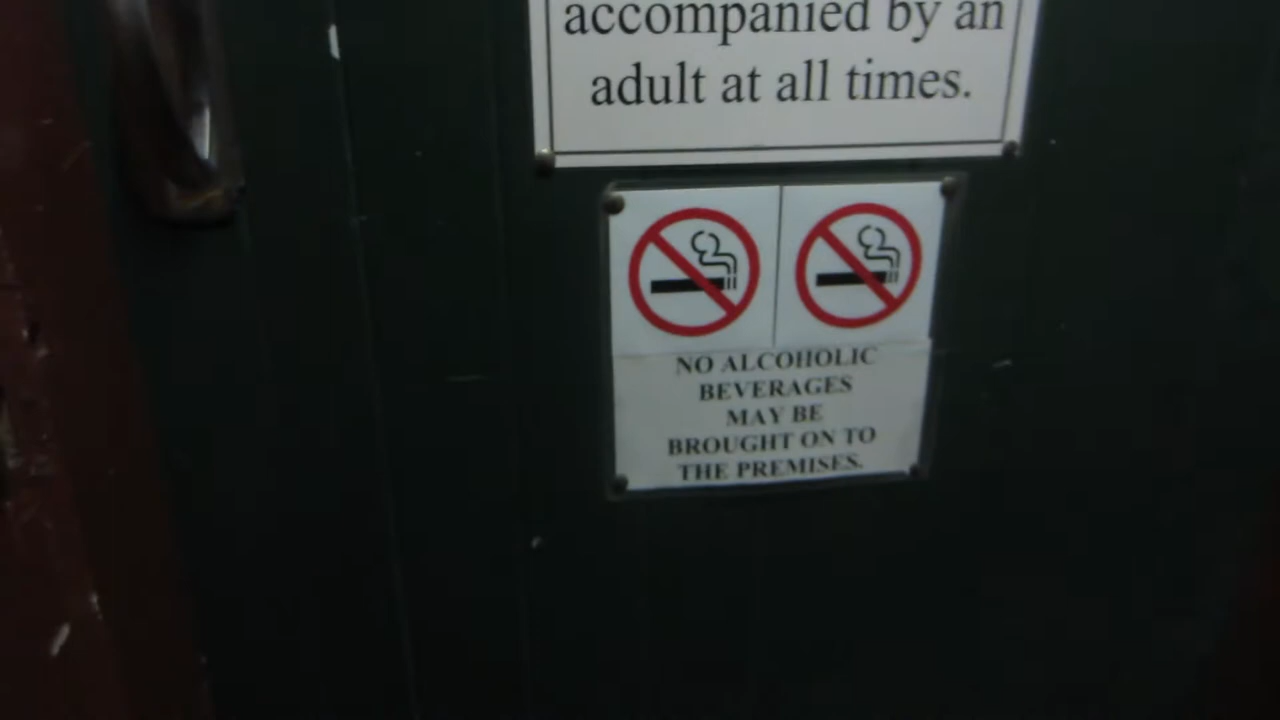 accompanied by an
adult at all times.
NO ALCOHOLIC
BEVERAGES
MAY BE
BROUGHT ON TO
THE PREMISES.